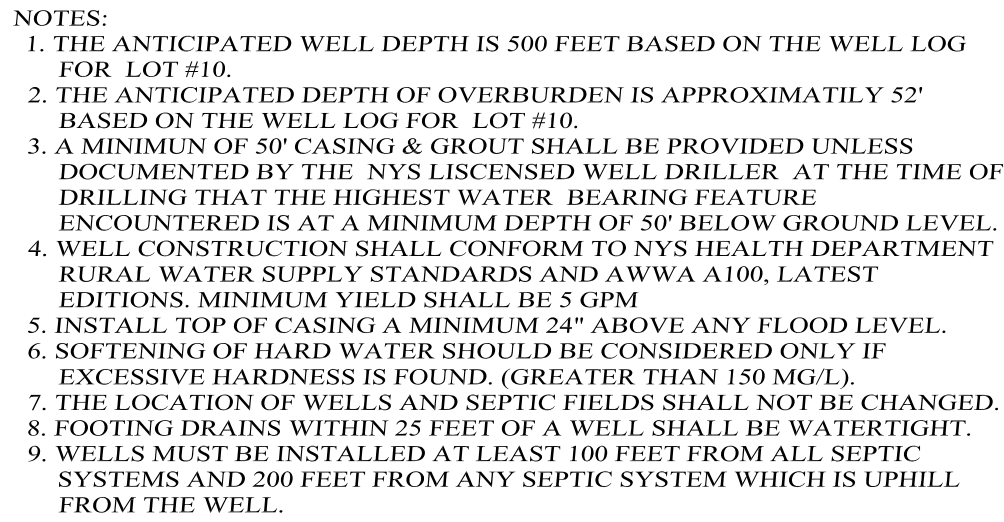 NOTES:
1. THE ANTICIPATED WELL DEPTH IS 500 FEET BASED ON THE WELL LOG
FOR LOT #10.
2. THE ANTICIPATED DEPTH OF OVERBURDEN IS APPROXIMATILY 52'
BASED ON THE WELL LOG FOR LOT #10.
3. A MINIMUN OF 50' CASING & GROUT SHALL BE PROVIDED UNLESS
DOCUMENTED BY THE NYS LISCENSED WELL DRILLER AT THE TIME OF
DRILLING THAT THE HIGHEST WATER BEARING FEATURE
ENCOUNTERED IS AT A MINIMUM DEPTH OF 50' BELOW GROUND LEVEL.
4. WELL CONSTRUCTION SHALL CONFORM TO NYS HEALTH DEPARTMENT
RURAL WATER SUPPLY STANDARDS AND AWWA A100, LATEST
EDITIONS. MINIMUM YIELD SHALL BE 5 GPM
5. INSTALL TOP OF CASING A MINIMUM 24" ABOVE ANY FLOOD LEVEL.
6. SOFTENING OF HARD WATER SHOULD BE CONSIDERED ONLY IF
EXCESSIVE HARDNESS IS FOUND. (GREATER THAN 150 MG/L).
7. THE LOCATION OF WELLS AND SEPTIC FIELDS SHALL NOT BE CHANGED.
8. FOOTING DRAINS WITHIN 25 FEET OF A WELL SHALL BE WATERTIGHT.
9. WELLS MUST BE INSTALLED AT LEAST 100 FEET FROM ALL SEPTIC
SYSTEMS AND 200 FEET FROM ANY SEPTIC SYSTEM WHICH IS UPHILL
FROM THE WELL.